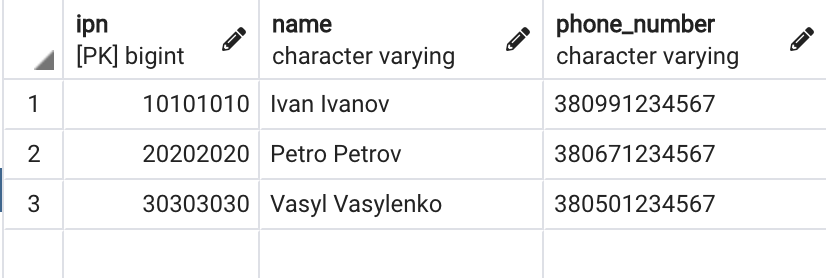 ipn name phone_number
[PK] bigint character varying character varying
1 10101010 Ivan Ivanov 380991234567
2 20202020 Petro Petrov 380671234567
3 30303030 Vasyl Vasylenko 380501234567